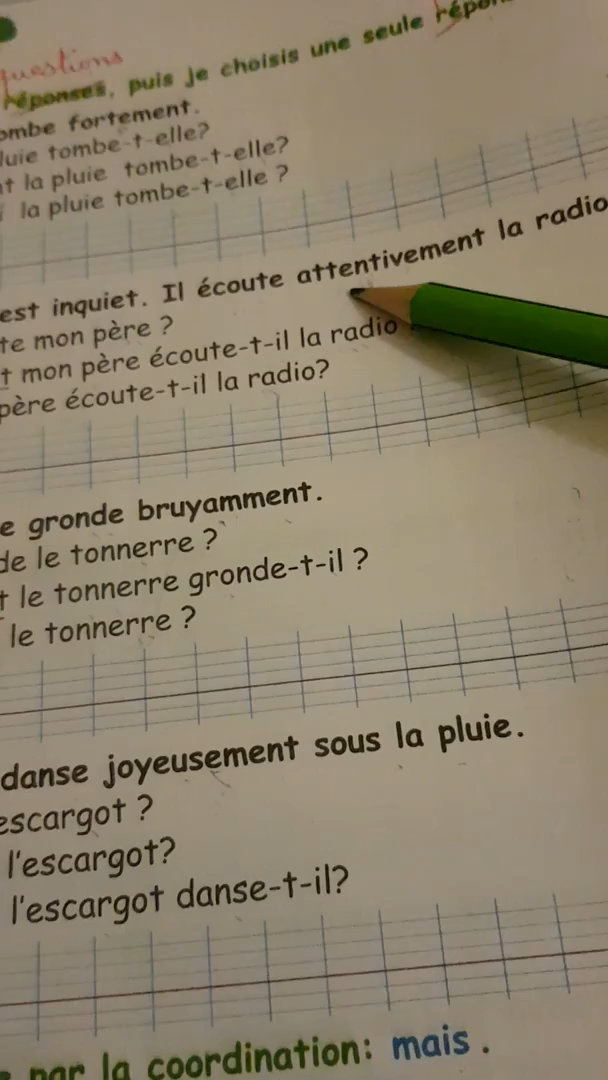 questions
réponses, puis je choisis une seule
ombe fortement.
luie tombe-t-elle?
t la pluie tombe-t-elle?
la pluie tombe-t-elle ?
est inquiet. Il écoute attentivement la radio
te mon père ?
t mon père écoute-t-il la radio
père écoute-t-il la radio?
e gronde bruyamment.
de le tonnerre ?
t le tonnerre gronde-t-il ?
le tonnerre ?
danse joyeusement sous la pluie.
escargot ?
l'escargot?
l'escargot danse-t-il?
par la coordination: mais.